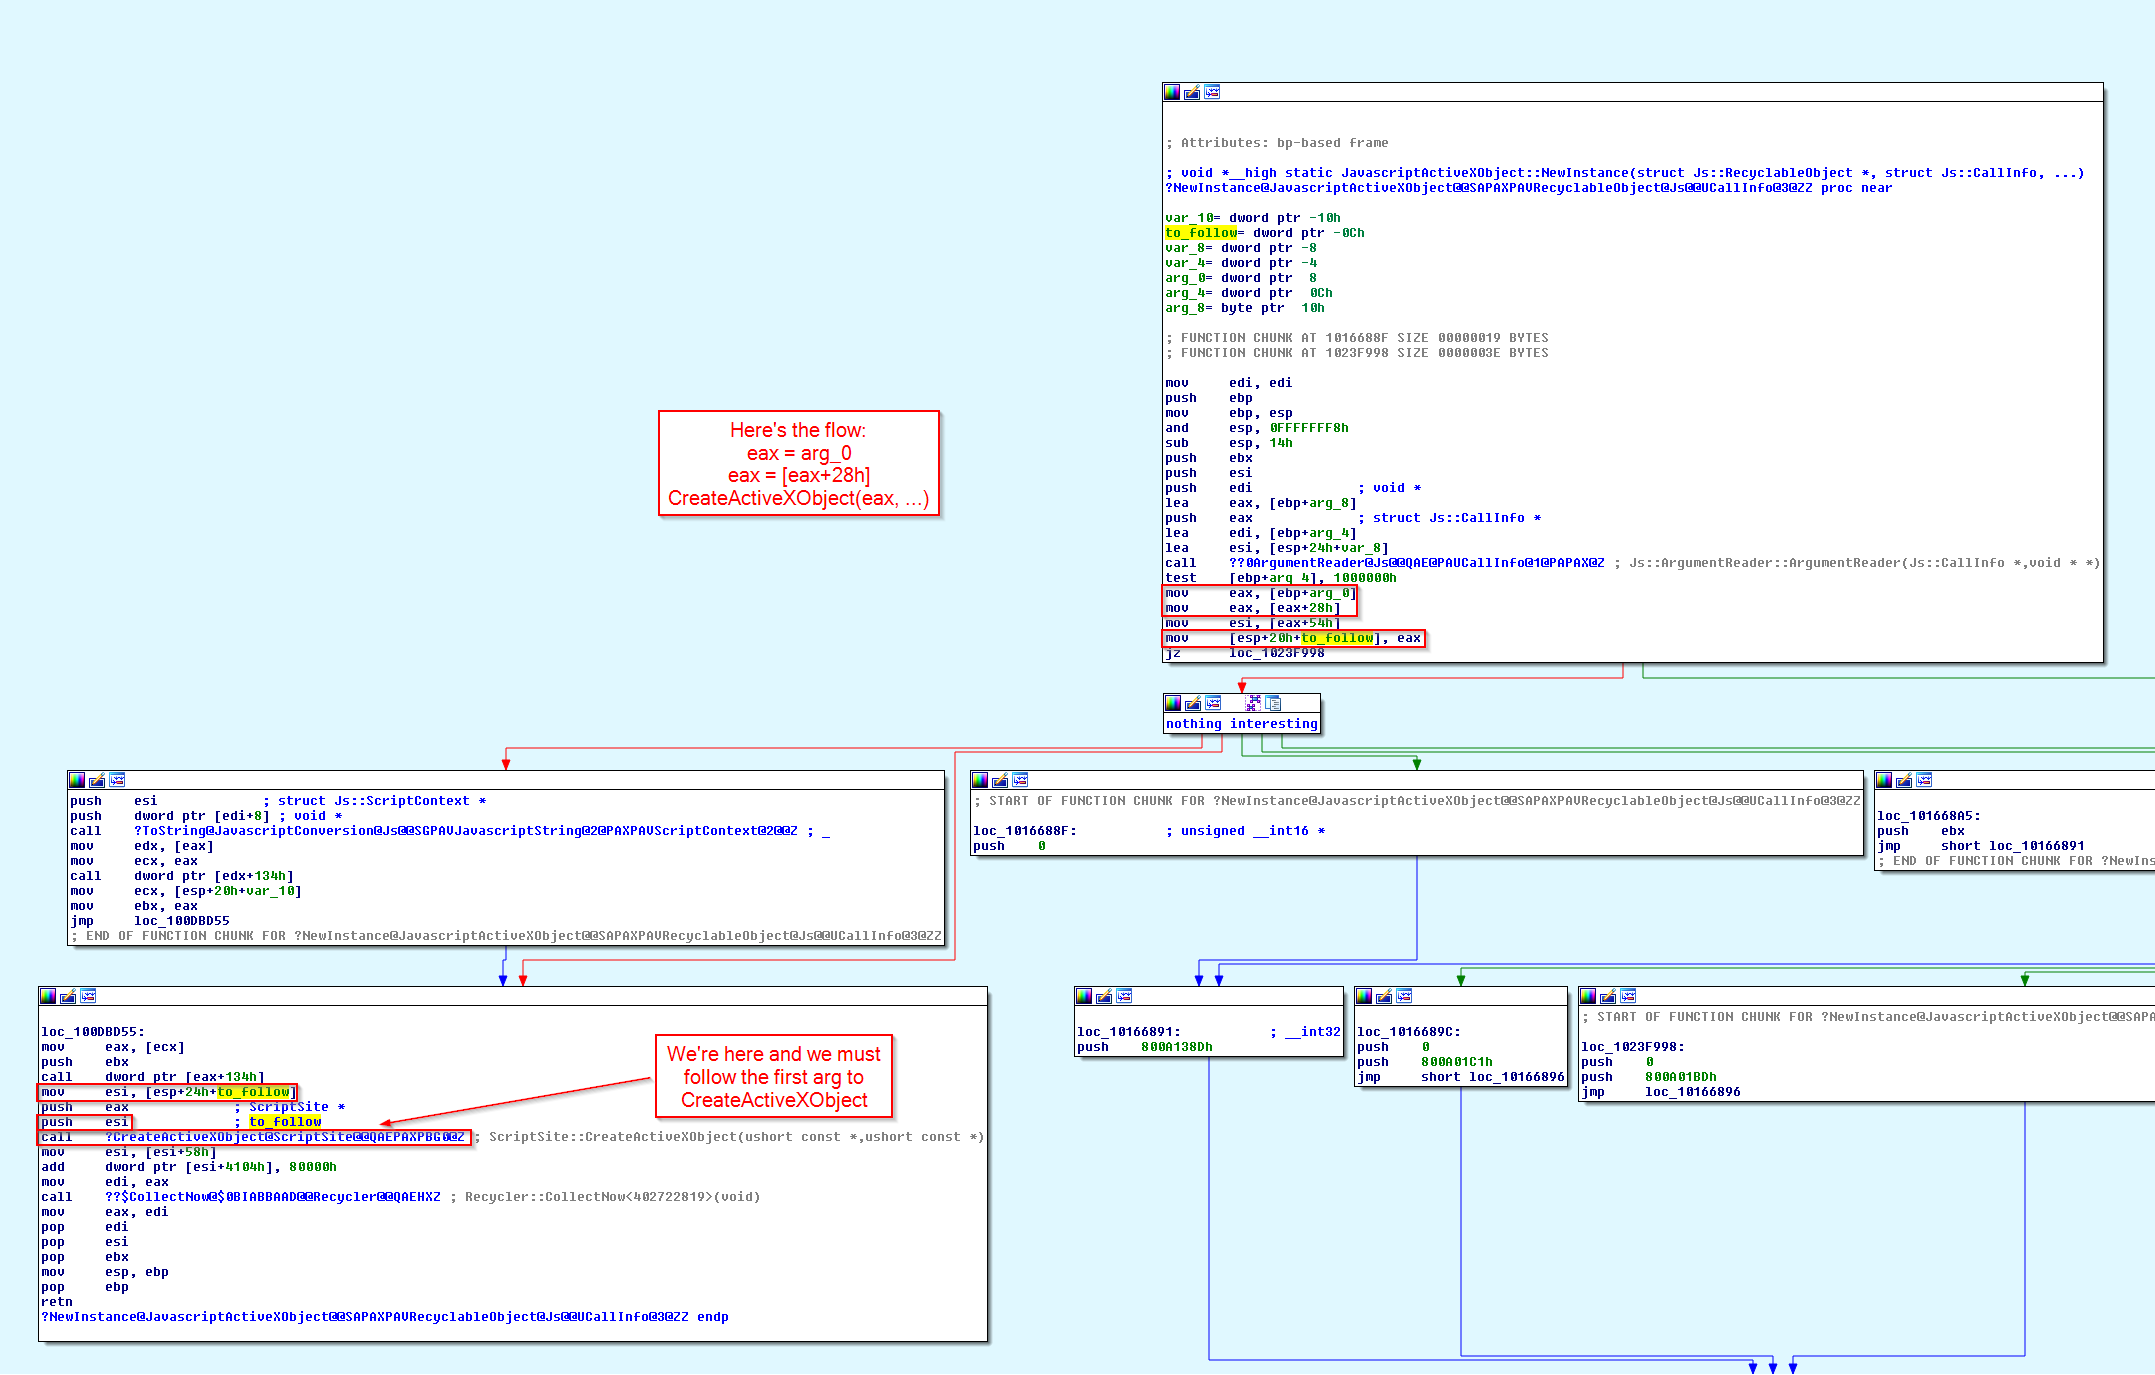 ; Attributes: bp-based frame
; void *__high static JavascriptActiveXObject::NewInstance(struct Js::RecyclableObject *, struct Js::CallInfo, ...)
?NewInstance@JavascriptActiveXObject@@SAPAXPAVRecyclableObject@Js@@UCallInfo@3@ZZ proc near
var_10= dword ptr -10h
to_follow= dword ptr -0Ch
var_8= dword ptr -8
var_4= dword ptr -4
arg_0= dword ptr  8
arg_4= dword ptr  0Ch
arg_8= byte ptr  10h
; FUNCTION CHUNK AT 1016688F SIZE 00000019 BYTES
; FUNCTION CHUNK AT 1023F998 SIZE 0000003E BYTES
mov     edi, edi
push    ebp
mov     ebp, esp
and     esp, 0FFFFFFF8h
sub     esp, 14h
push    ebx
push    esi
push    edi             ; void *
lea     eax, [ebp+arg_8]
push    eax             ; struct Js::CallInfo *
lea     edi, [ebp+arg_4]
lea     esi, [esp+24h+var_8]
call    ??0ArgumentReader@Js@@QAE@PAUCallInfo@1@PAPAX@Z ; Js::ArgumentReader::ArgumentReader(Js::CallInfo *,void * *)
test    [ebp+arg_4], 1000000h
mov     eax, [ebp+arg_0]
mov     eax, [eax+28h]
mov     esi, [eax+54h]
mov     [esp+20h+to_follow], eax
jz      loc_1023F998
Here's the flow:
eax = arg_0
eax = [eax+28h]
CreateActiveXObject(eax, ...)
nothing interesting
push    esi             ; struct Js::ScriptContext *
push    dword ptr [edi+8] ; void *
call    ?ToString@JavascriptConversion@Js@@SGPAVJavascriptString@2@PAXPAVScriptContext@2@@Z ; _
mov     edx, [eax]
mov     ecx, eax
call    dword ptr [edx+134h]
mov     ecx, [esp+20h+var_10]
mov     ebx, eax
jmp     loc_100DBD55
; END OF FUNCTION CHUNK FOR ?NewInstance@JavascriptActiveXObject@@SAPAXPAVRecyclableObject@Js@@UCallInfo@3@ZZ
; START OF FUNCTION CHUNK FOR ?NewInstance@JavascriptActiveXObject@@SAPAXPAVRecyclableObject@Js@@UCallInfo@3@ZZ
loc_1016688F:           ; unsigned __int16 *
push    0
loc_101668A5:
push    ebx
jmp     short loc_10166891
; END OF FUNCTION CHUNK FOR ?NewIns
loc_100DBD55:
mov     eax, [ecx]
push    ebx
call    dword ptr [eax+134h]
mov     esi, [esp+24h+to_follow]
push    eax             ; ScriptSite *
push    esi             ; to_follow
call    ?CreateActiveXObject@ScriptSite@@QAEPAXPBG0@Z ; ScriptSite::CreateActiveXObject(ushort const *,ushort const *)
mov     esi, [esi+58h]
add     dword ptr [esi+4104h], 80000h
mov     edi, eax
call    ??$CollectNow@$0BIABBAAD@@Recycler@@QAEHXZ ; Recycler::CollectNow<402722819>(void)
mov     eax, edi
pop     edi
pop     esi
pop     ebx
mov     esp, ebp
pop     ebp
retn
?NewInstance@JavascriptActiveXObject@@SAPAXPAVRecyclableObject@Js@@UCallInfo@3@ZZ endp
We're here and we must
follow the first arg to
CreateActiveXObject
loc_10166891:           ; __int32
push    800A138Dh
loc_1016689C:
push    0
push    800A01C1h
jmp     short loc_10166896
; START OF FUNCTION CHUNK FOR ?NewInstance@JavascriptActiveXObject@@SAPA
loc_1023F998:
push    0
push    800A01BDh
jmp     loc_10166896